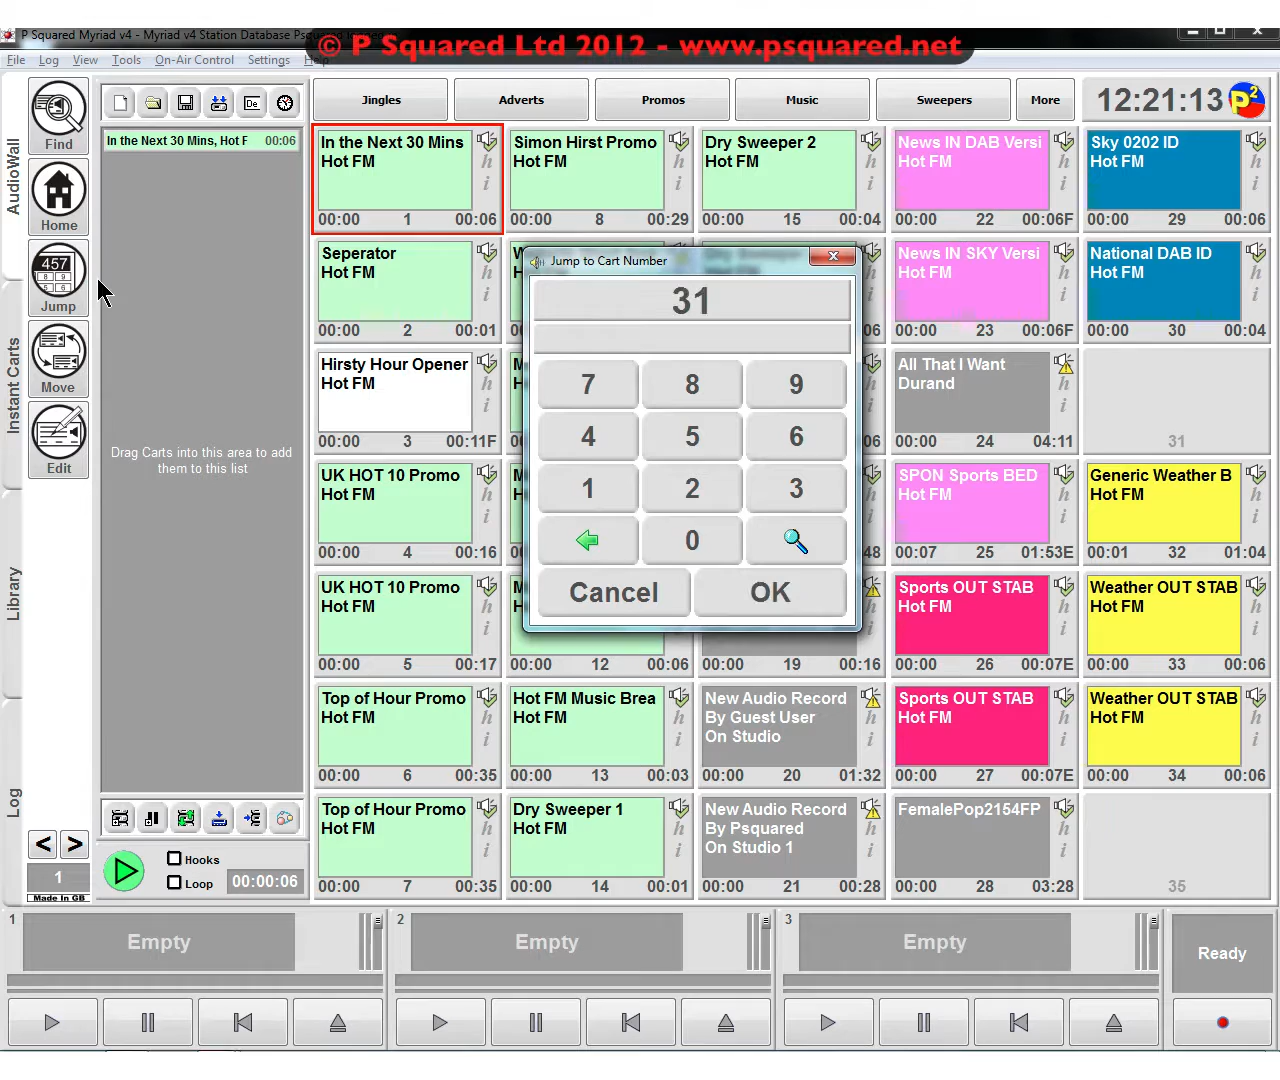 P Squared Myriad v4 - Myriad v4 Station Database Psquared
© P Squared Ltd 2012 - www.psquared.net
File Log View Tools On-Air Control Settings Help
AudioWall
Instant Carts
Library
Log
Find
Home
457
Jump
Move
Edit
< >
1
Made In GB
In the Next 30 Mins, Hot F 00:06
Drag Carts into this area to add
them to this list
Hooks
Loop
00:00:06
Jingles Adverts Promos Music Sweepers More 12:21:13
In the Next 30 Mins
Hot FM
00:00 1 00:06
Simon Hirst Promo
Hot FM
00:00 8 00:29
Dry Sweeper 2
Hot FM
00:00 15 00:04
News IN DAB Versi
Hot FM
00:00 22 00:06F
Sky 0202 ID
Hot FM
00:00 29 00:06
Seperator
Hot FM
00:00 2 00:01
News IN SKY Versi
Hot FM
00:00 23 00:06F
National DAB ID
Hot FM
00:00 30 00:04
Hirsty Hour Opener
Hot FM
00:00 3 00:11F
All That I Want
Durand
00:00 24 04:11
31
UK HOT 10 Promo
Hot FM
00:00 4 00:16
SPON Sports BED
Hot FM
00:07 25 01:53E
Generic Weather B
Hot FM
00:01 32 01:04
UK HOT 10 Promo
Hot FM
00:00 5 00:17
00:00 12 00:06
00:00 19 00:16
Sports OUT STAB
Hot FM
00:00 26 00:07E
Weather OUT STAB
Hot FM
00:00 33 00:06
Top of Hour Promo
Hot FM
00:00 6 00:35
Hot FM Music Brea
Hot FM
00:00 13 00:03
New Audio Record
By Guest User
On Studio
00:00 20 01:32
Sports OUT STAB
Hot FM
00:00 27 00:07E
Weather OUT STAB
Hot FM
00:00 34 00:06
Top of Hour Promo
Hot FM
00:00 7 00:35
Dry Sweeper 1
Hot FM
00:00 14 00:01
New Audio Record
By Psquared
On Studio 1
00:00 21 00:28
FemalePop2154FP
00:00 28 03:28
35
Jump to Cart Number
31
7 8 9
4 5 6
1 2 3
0
Cancel OK
1 Empty
2 Empty
3 Empty
Ready